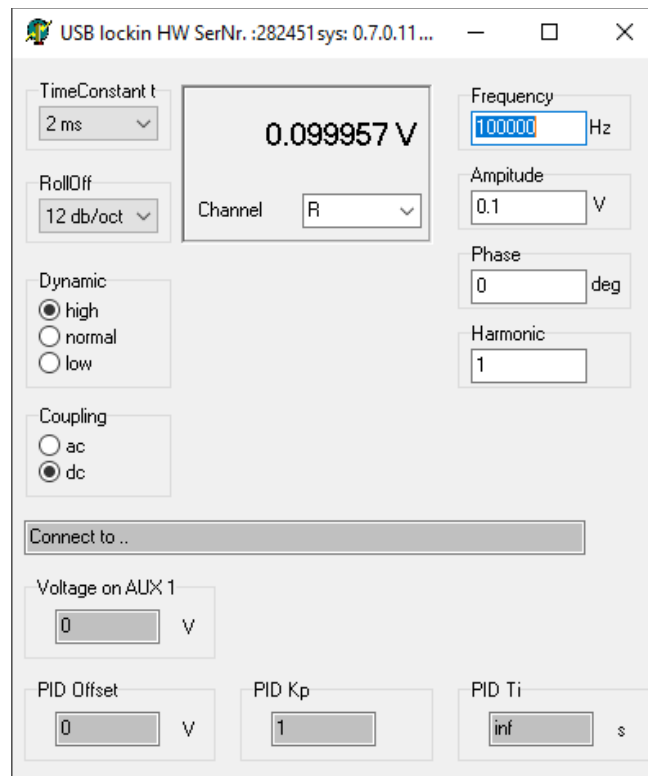 USB lockin HW SerNr. :282451sys: 0.7.0.11...
TimeConstant t
2 ms
RollOff
12 db/oct
0.099957 V
Channel
R
Frequency
100000 Hz
Ampitude
0.1 V
Phase
0 deg
Harmonic
1
Dynamic
high
normal
low
Coupling
ac
dc
Connect to ..
Voltage on AUX 1
0 V
PID Offset
0 V
PID Kp
1
PID Ti
inf s